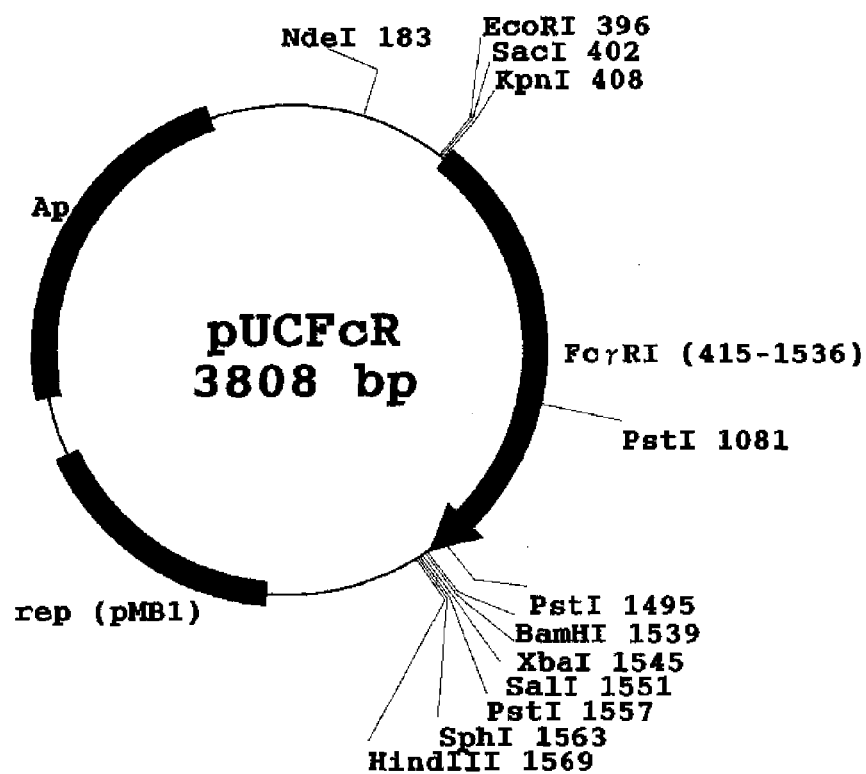 NdeI 183
EcoRI 396
SacI 402
KpnI 408
Ap
pUCFcR
3808 bp
FcγRI (415-1536)
PstI 1081
rep (pMB1)
PstI 1495
BamHI 1539
XbaI 1545
SalI 1551
PstI 1557
SphI 1563
HindIII 1569